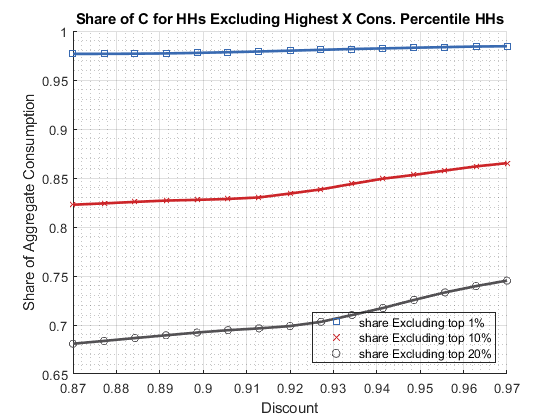 Share of C for HHs Excluding Highest X Cons. Percentile HHs
1
0.95
0.9
0.85
0.8
0.75
0.7
0.65
Share of Aggregate Consumption
share Excluding top 1%
share Excluding top 10%
share Excluding top 20%
0.87 0.88 0.89 0.9 0.91 0.92 0.93 0.94 0.95 0.96 0.97
Discount